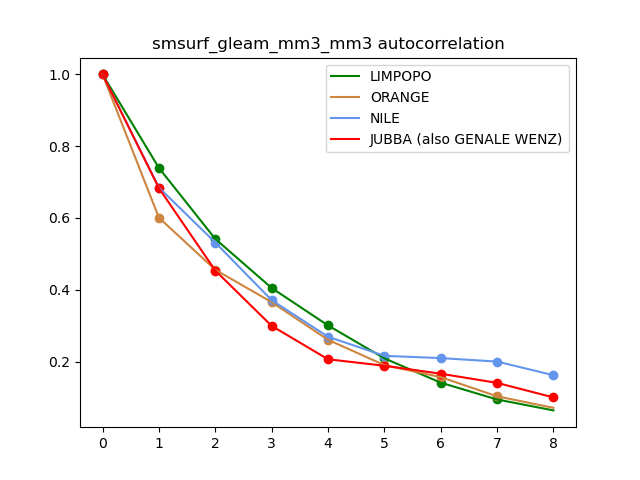 smsurf_gleam_mm3_mm3 autocorrelation
LIMPOPO
ORANGE
NILE
JUBBA (also GENALE WENZ)
1.0
0.8
0.6
0.4
0.2
0 1 2 3 4 5 6 7 8